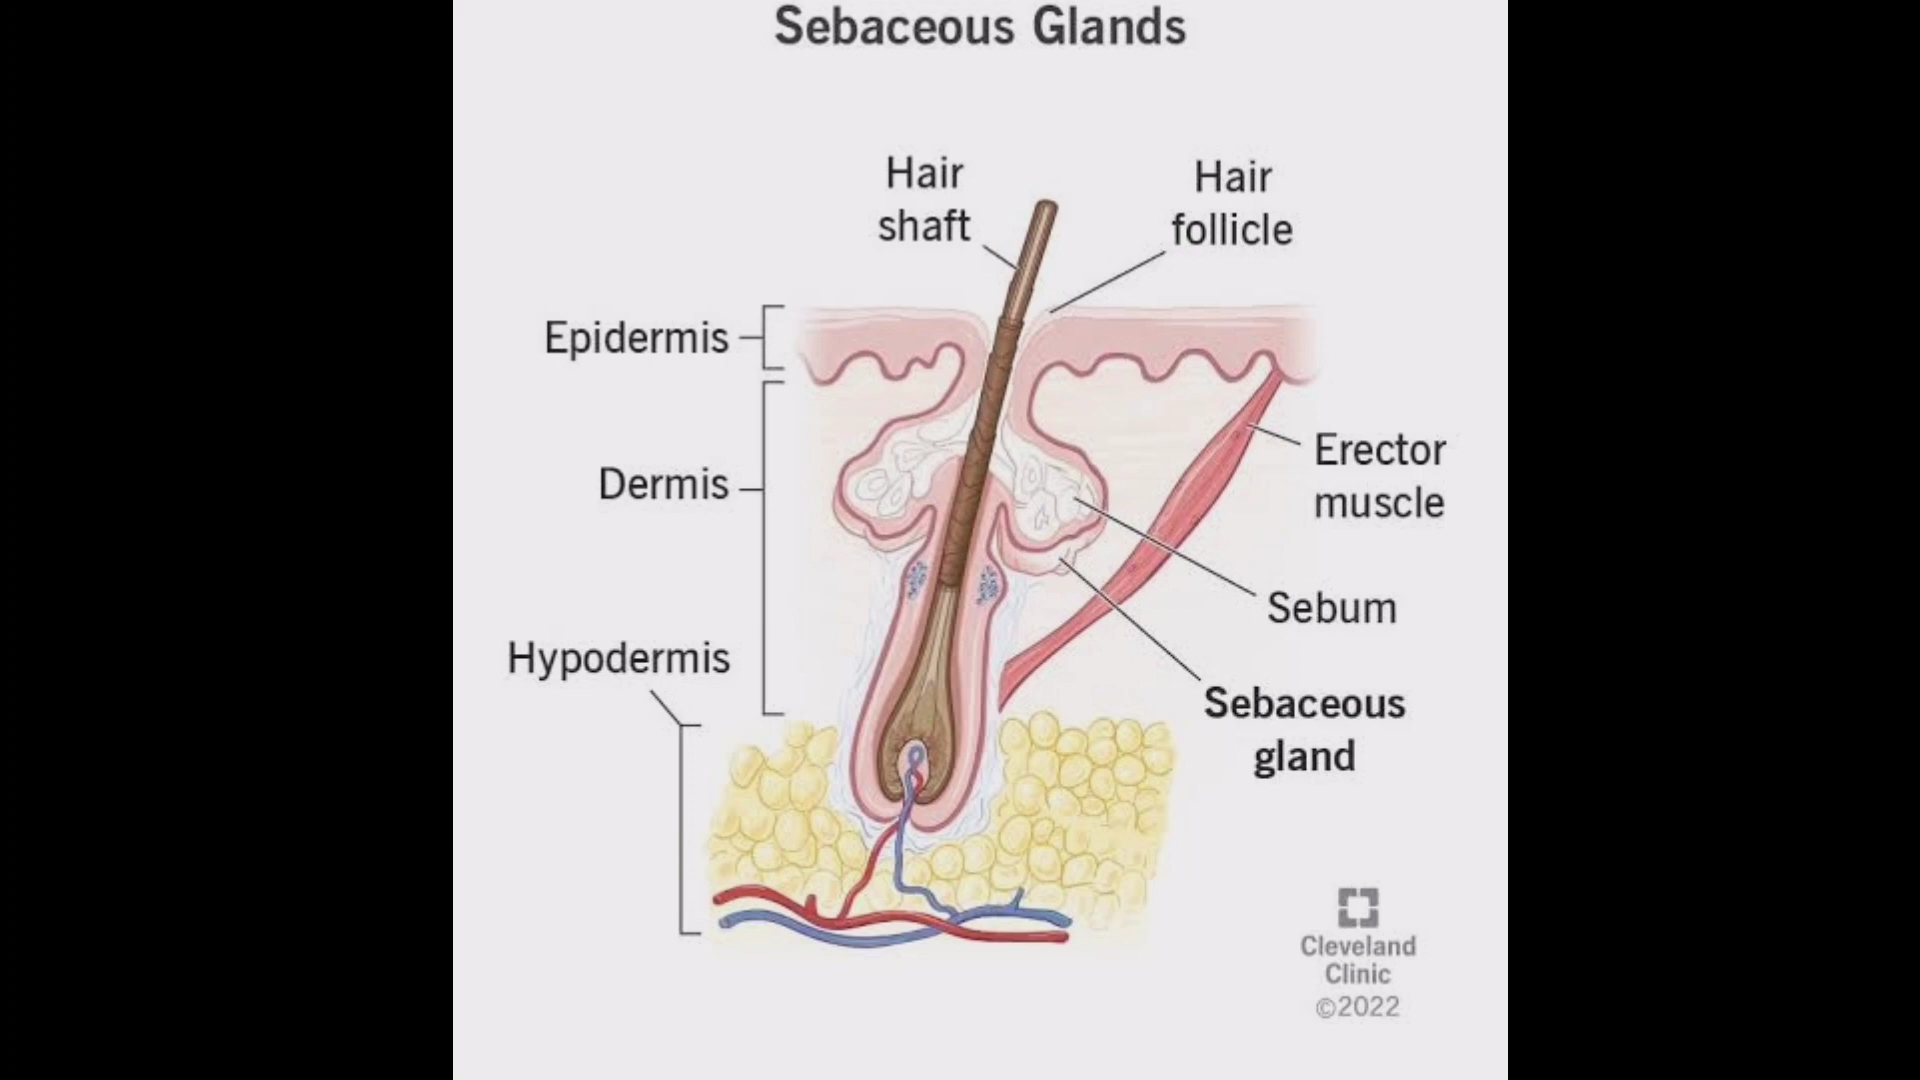 Sebaceous Glands
Hair
shaft
Hair
follicle
Epidermis
Dermis
Erector
muscle
Sebum
Hypodermis
Sebaceous
gland
Cleveland
Clinic
©2022